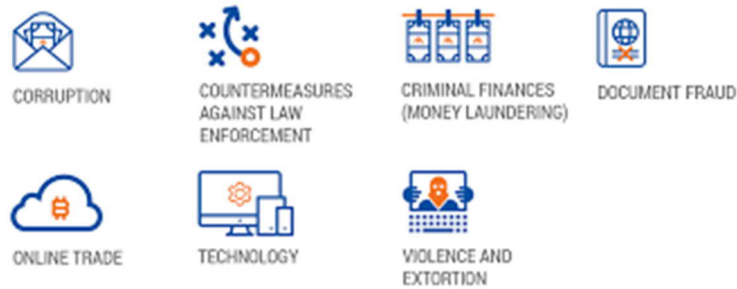 CORRUPTION
COUNTERMEASURES
AGAINST LAW
ENFORCEMENT
CRIMINAL FINANCES
(MONEY LAUNDERING)
DOCUMENT FRAUD
ONLINE TRADE
TECHNOLOGY
VIOLENCE AND
EXTORTION